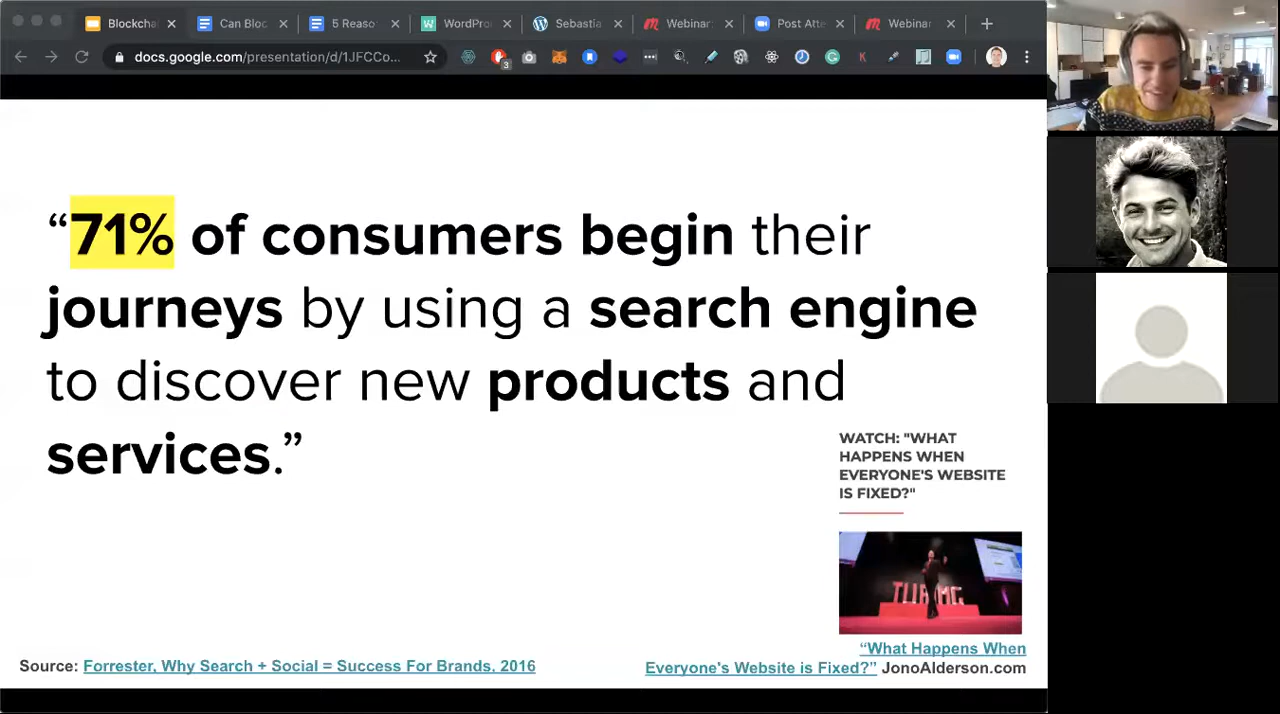 Blockcha
Can Bloc
5 Reaso
WordPro
Sebastia
Webinar
Post Atte
Webinar
docs.google.com/presentation/d/1JFCCo...
3
“71% of consumers begin their
journeys by using a search engine
to discover new products and
services.”
WATCH: "WHAT
HAPPENS WHEN
EVERYONE'S WEBSITE
IS FIXED?"
Source: Forrester, Why Search + Social = Success For Brands. 2016
“What Happens When
Everyone's Website is Fixed?” JonoAlderson.com